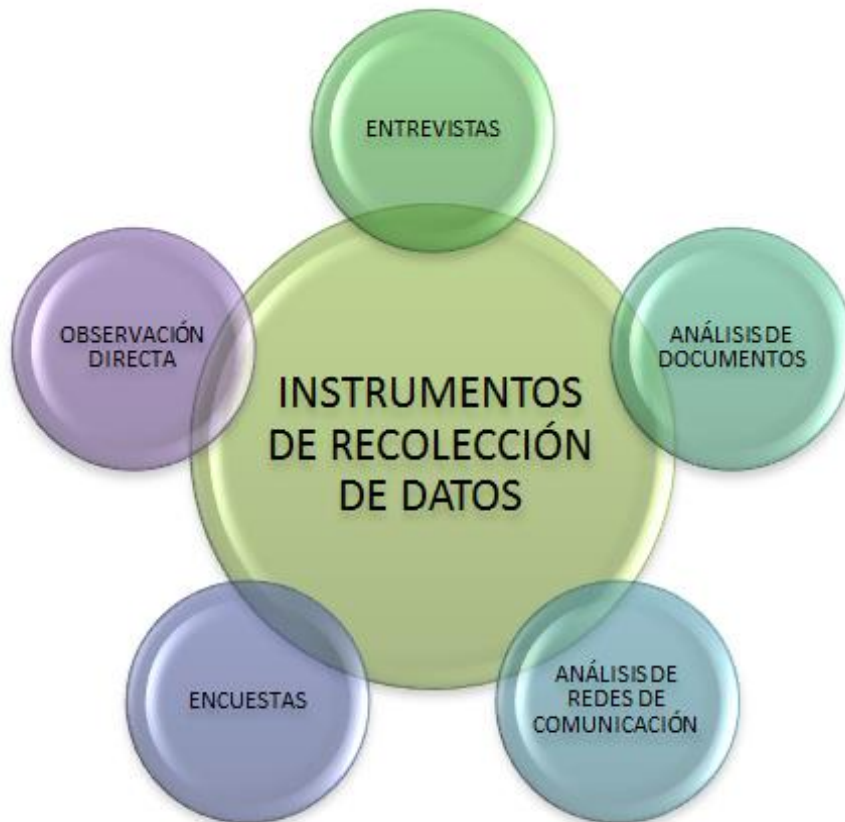 ENTREVISTAS
OBSERVACIÓN
DIRECTA
ANÁLISIS DE
DOCUMENTOS
INSTRUMENTOS
DE RECOLECCIÓN
DE DATOS
ENCUESTAS
ANÁLISIS DE
REDES DE
COMUNICACIÓN